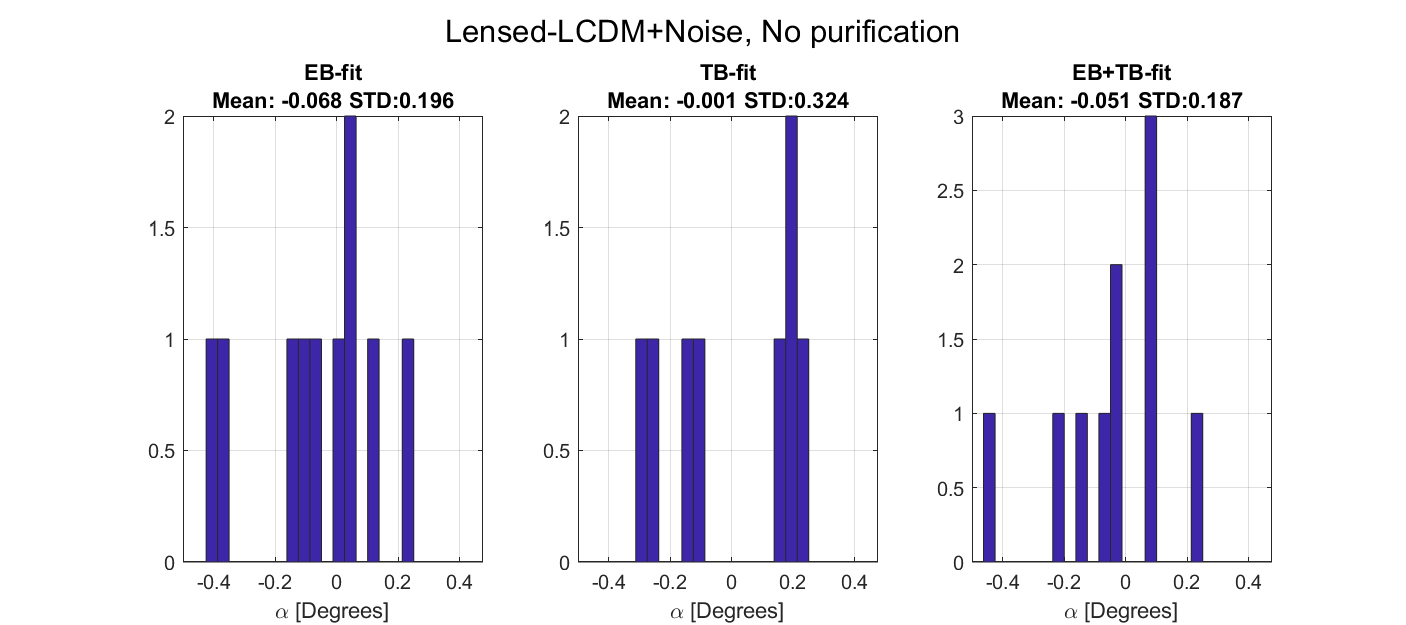 Lensed-LCDM+Noise, No purification
EB-fit
Mean: -0.068 STD:0.196
2
1.5
1
0.5
0
-0.4 -0.2 0 0.2 0.4
α [Degrees]
TB-fit
Mean: -0.001 STD:0.324
2
1.5
1
0.5
0
-0.4 -0.2 0 0.2 0.4
α [Degrees]
EB+TB-fit
Mean: -0.051 STD:0.187
3
2.5
2
1.5
1
0.5
0
-0.4 -0.2 0 0.2 0.4
α [Degrees]